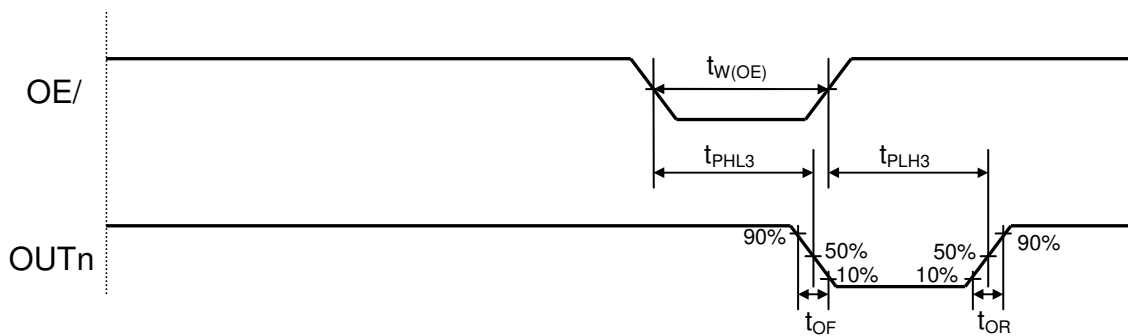 OE/
tW(OE)
tPHL3
tPLH3
OUTn
90%
50%
10%
10%
50%
90%
tOF
tOR